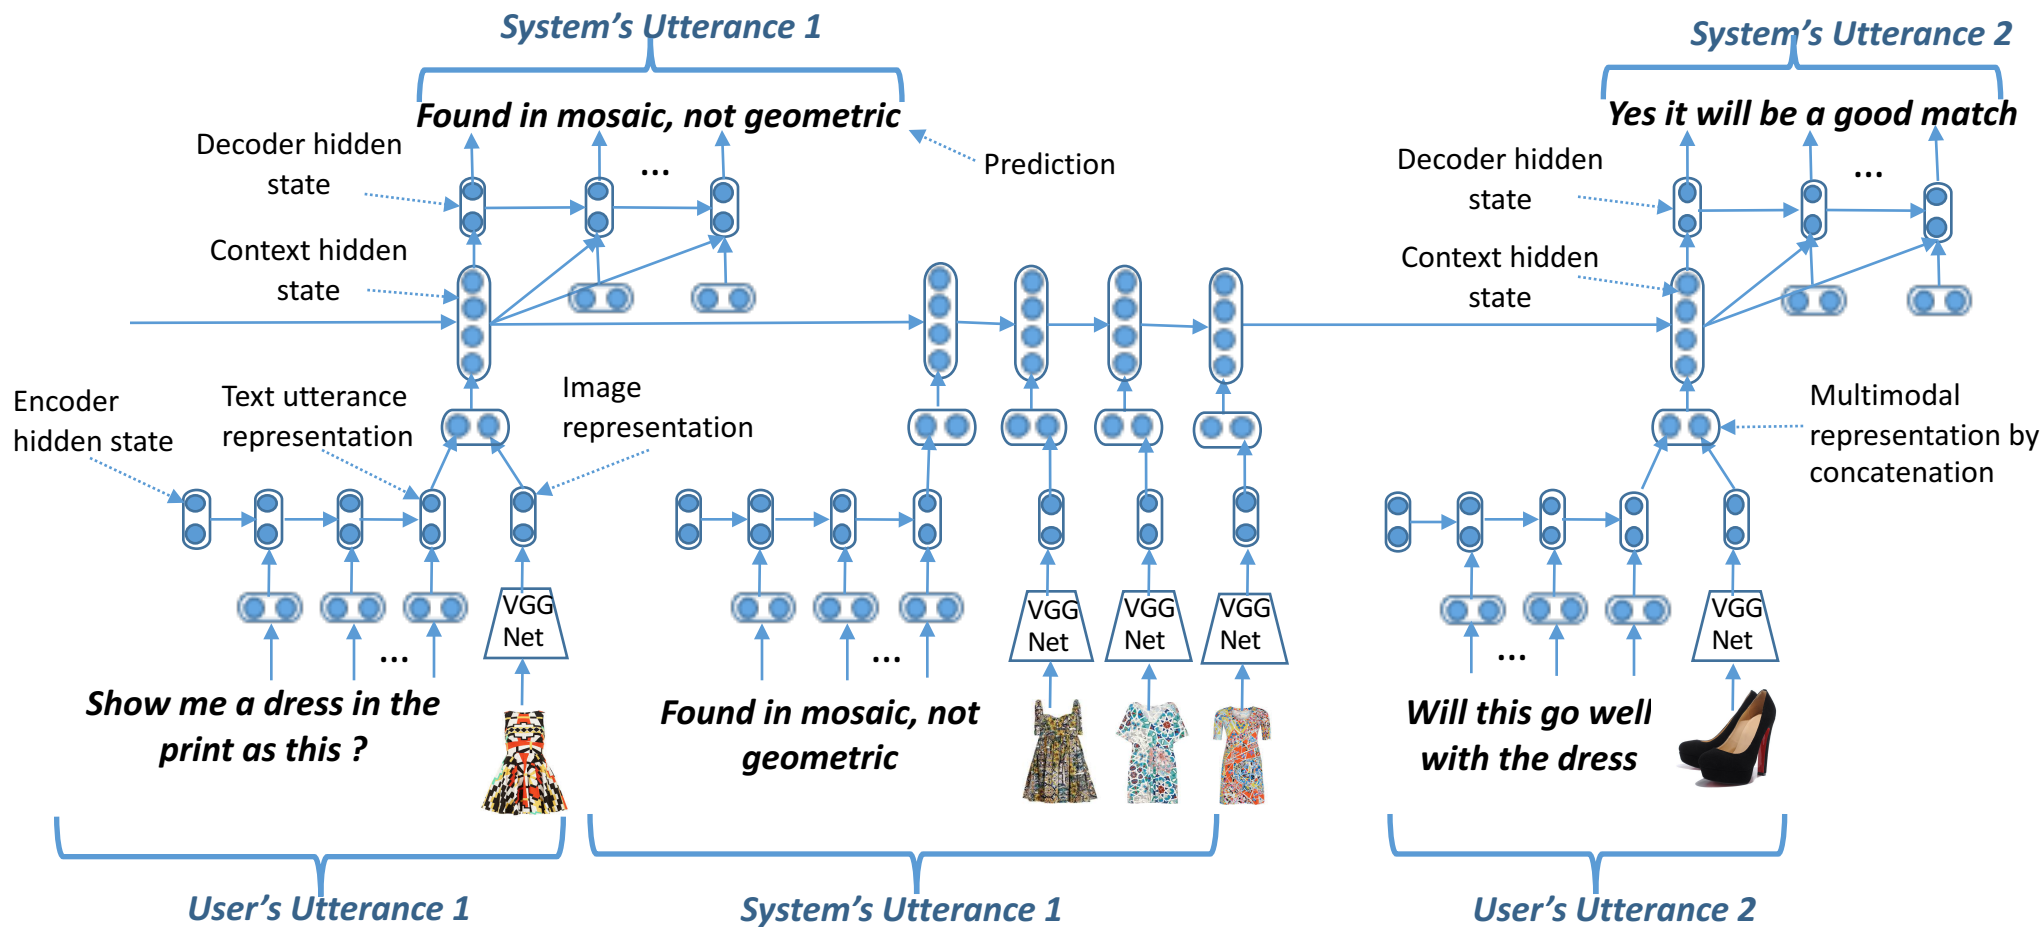 System's Utterance 1
System's Utterance 2
Found in mosaic, not geometric
Yes it will be a good match
Decoder hidden
state
Prediction
Decoder hidden
state
Context hidden
state
Context hidden
state
Encoder
hidden state
Text utterance
representation
Image
representation
Multimodal
representation by
concatenation
...
...
VGG
Net
VGG
Net
VGG
Net
VGG
Net
VGG
Net
...
...
...
Show me a dress in the
print as this ?
Found in mosaic, not
geometric
Will this go well
with the dress
User's Utterance 1
System's Utterance 1
User's Utterance 2